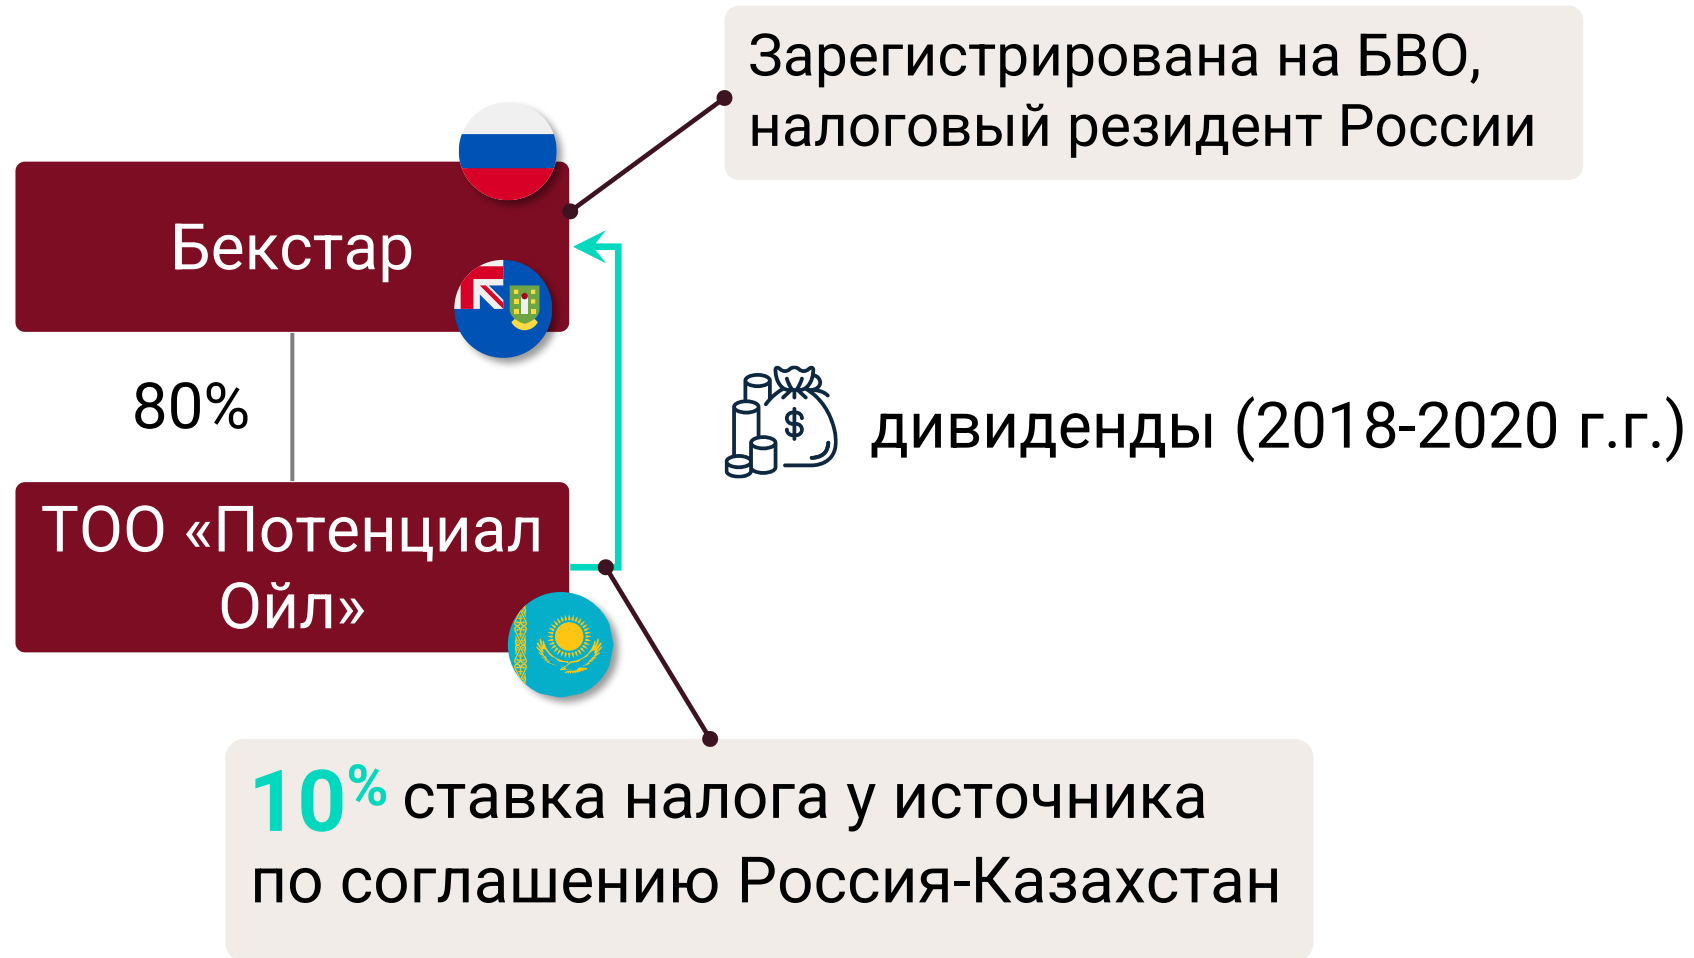 Зарегистрирована на БВО,
налоговый резидент России
Бекстар
80%
$ дивиденды (2018-2020 г.г.)
ТОО «Потенциал
Ойл»
10% ставка налога у источника
по соглашению Россия-Казахстан